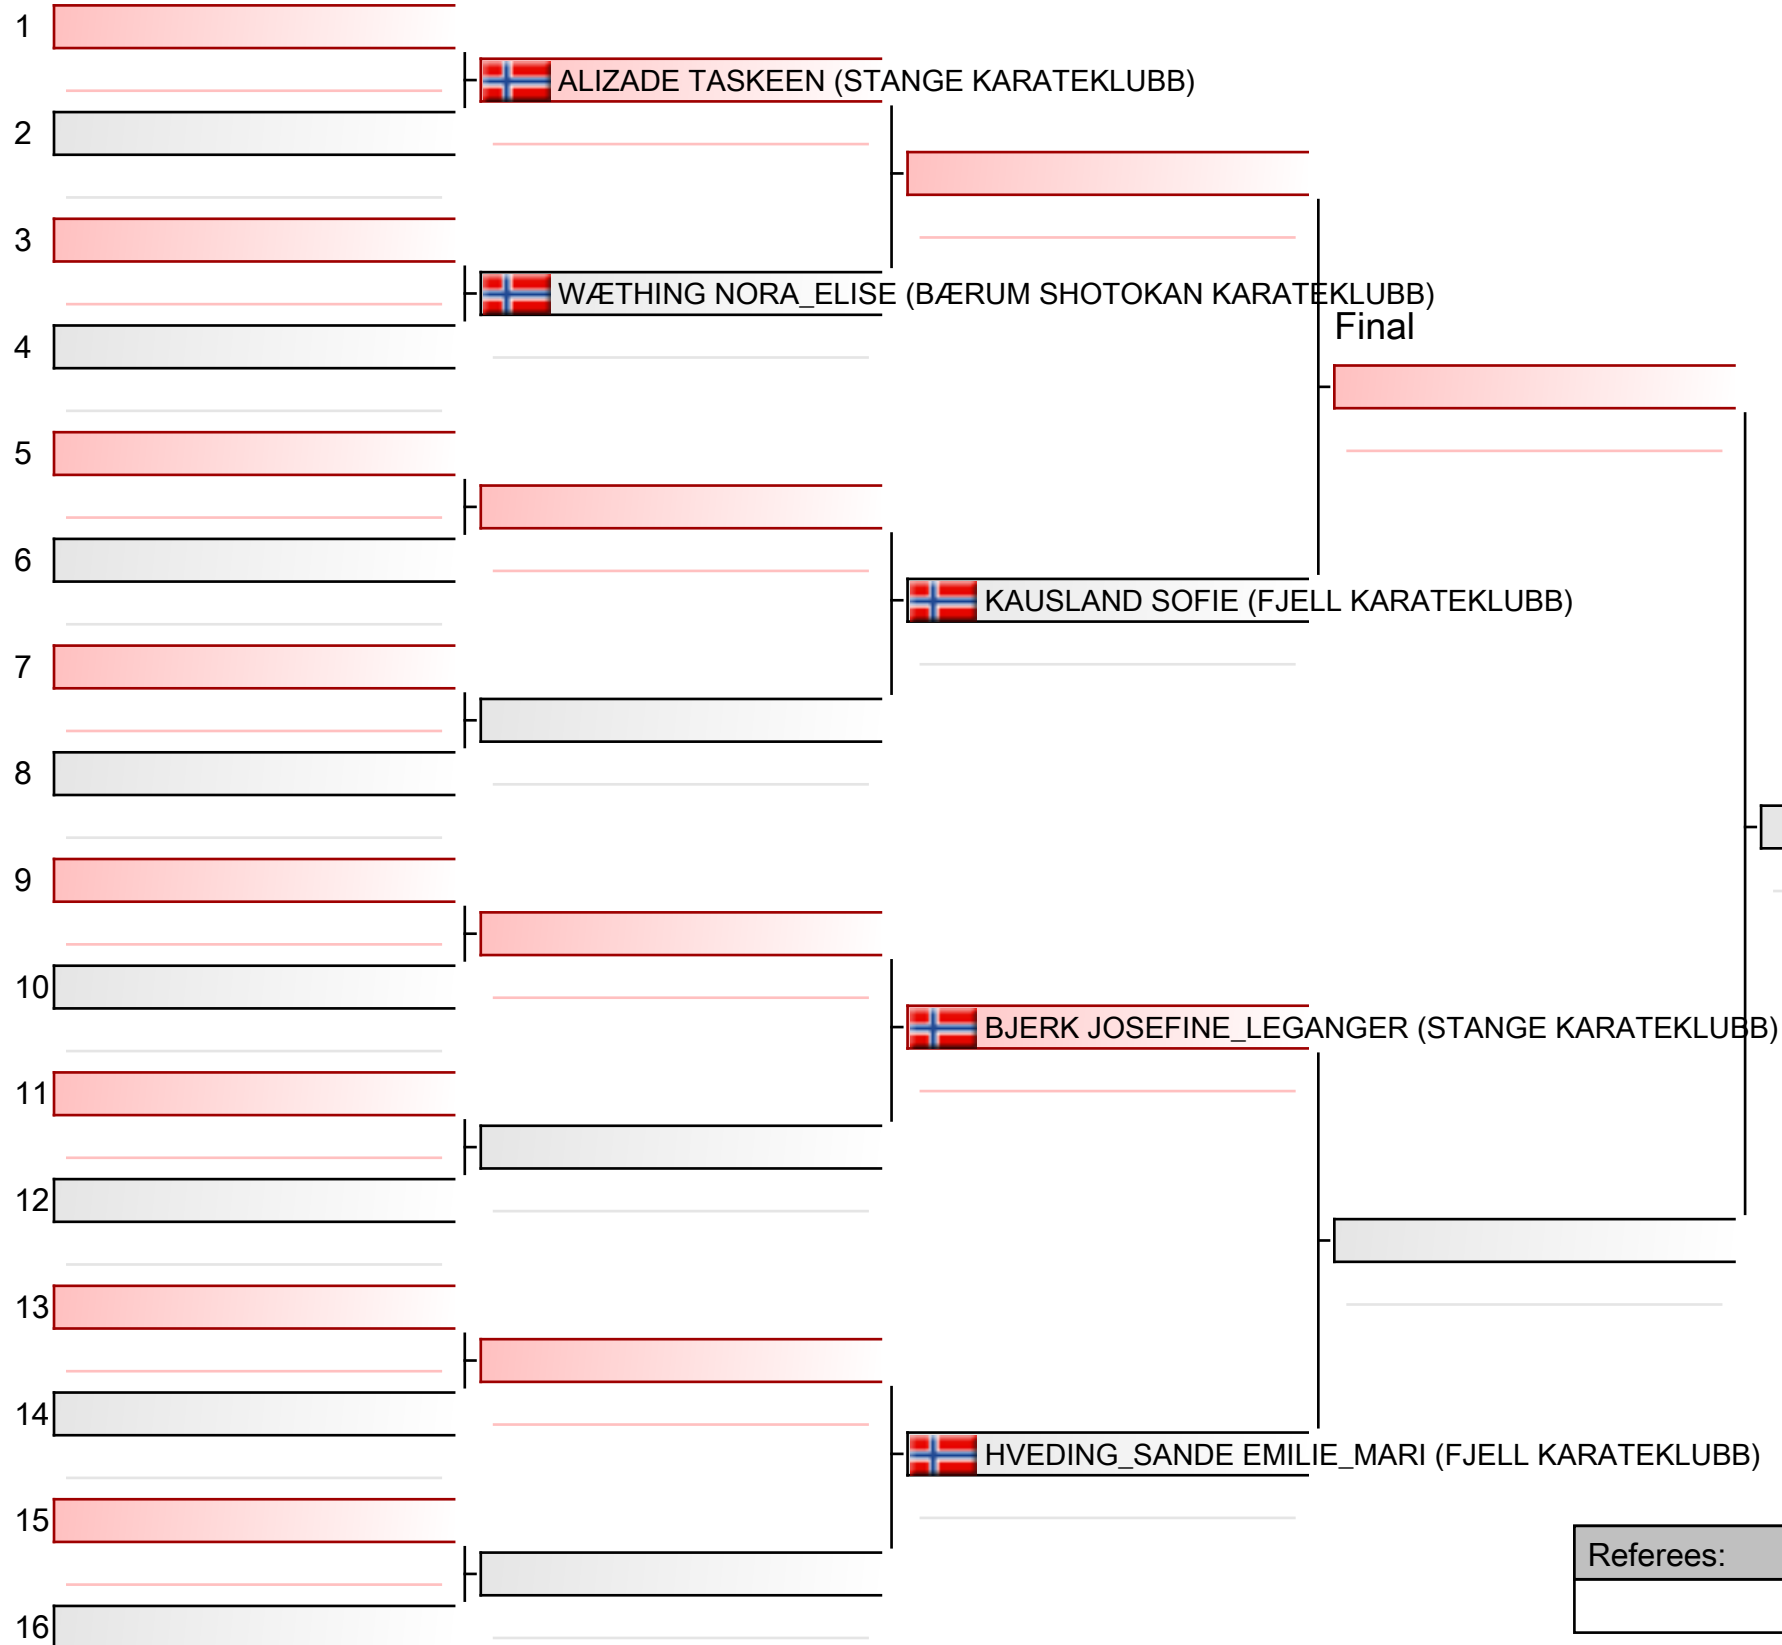 1
ALIZADE TASKEEN (STANGE KARATEKLUBB)
2
3
WÆTHING NORA_ELISE (BÆRUM SHOTOKAN KARATEKLUBB)
Final
4
5
6
KAUSLAND SOFIE (FJELL KARATEKLUBB)
7
8
9
10
BJERK JOSEFINE_LEGANGER (STANGE KARATEKLUBB)
11
12
13
14
HVEDING_SANDE EMILIE_MARI (FJELL KARATEKLUBB)
15
Referees:
16